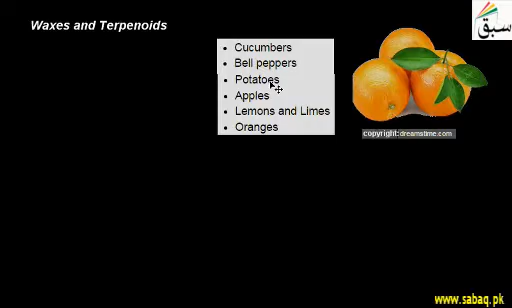 Waxes and Terpenoids
سبق
• Cucumbers
• Bell peppers
• Potatoes
• Apples
• Lemons and Limes
• Oranges
copyright:dreamstime.com
www.sabaq.pk